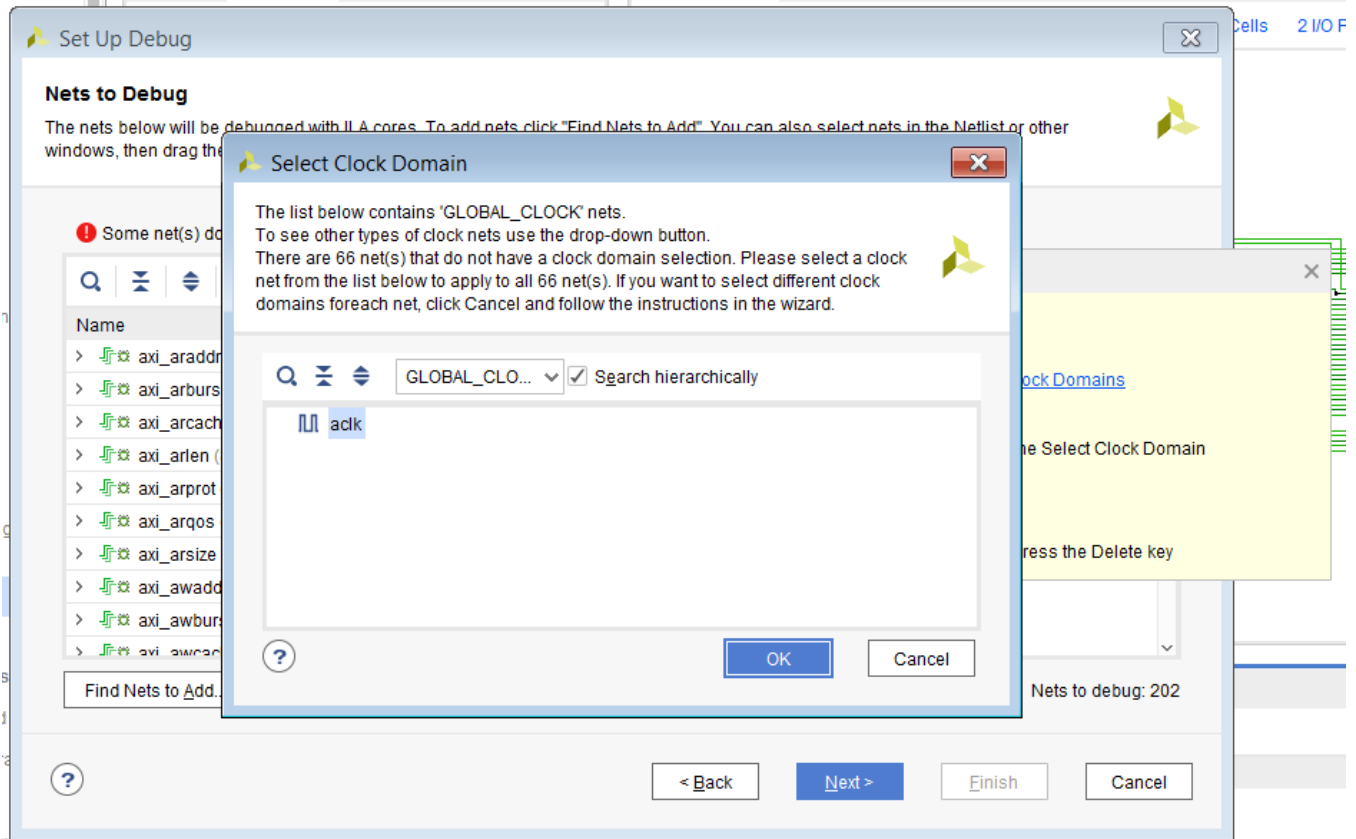 Set Up Debug
Cells 2 I/O
Nets to Debug
The nets below will be debugged with ILA cores. To add nets click "Find Nets to Add". You can also select nets in the Netlist or other
windows, then drag
Select Clock Domain
The list below contains 'GLOBAL_CLOCK' nets.
To see other types of clock nets use the drop-down button.
There are 66 net(s) that do not have a clock domain selection. Please select a clock
net from the list below to apply to all 66 net(s). If you want to select different clock
domains foreach net, click Cancel and follow the instructions in the wizard.
Some net(s)
Name
axi_araddr
axi_arburs
axi_arcach
axi_arlen (
axi_arprot
axi_arqos
axi_arsize
axi_awadd
axi_awburs
axi_awcac
GLOBAL_CLO... Search hierarchically
aclk
ock Domains
Select Clock Domain
ress the Delete key
? OK Cancel
Find Nets to Add..
Nets to debug: 202
? < Back Next > Finish Cancel